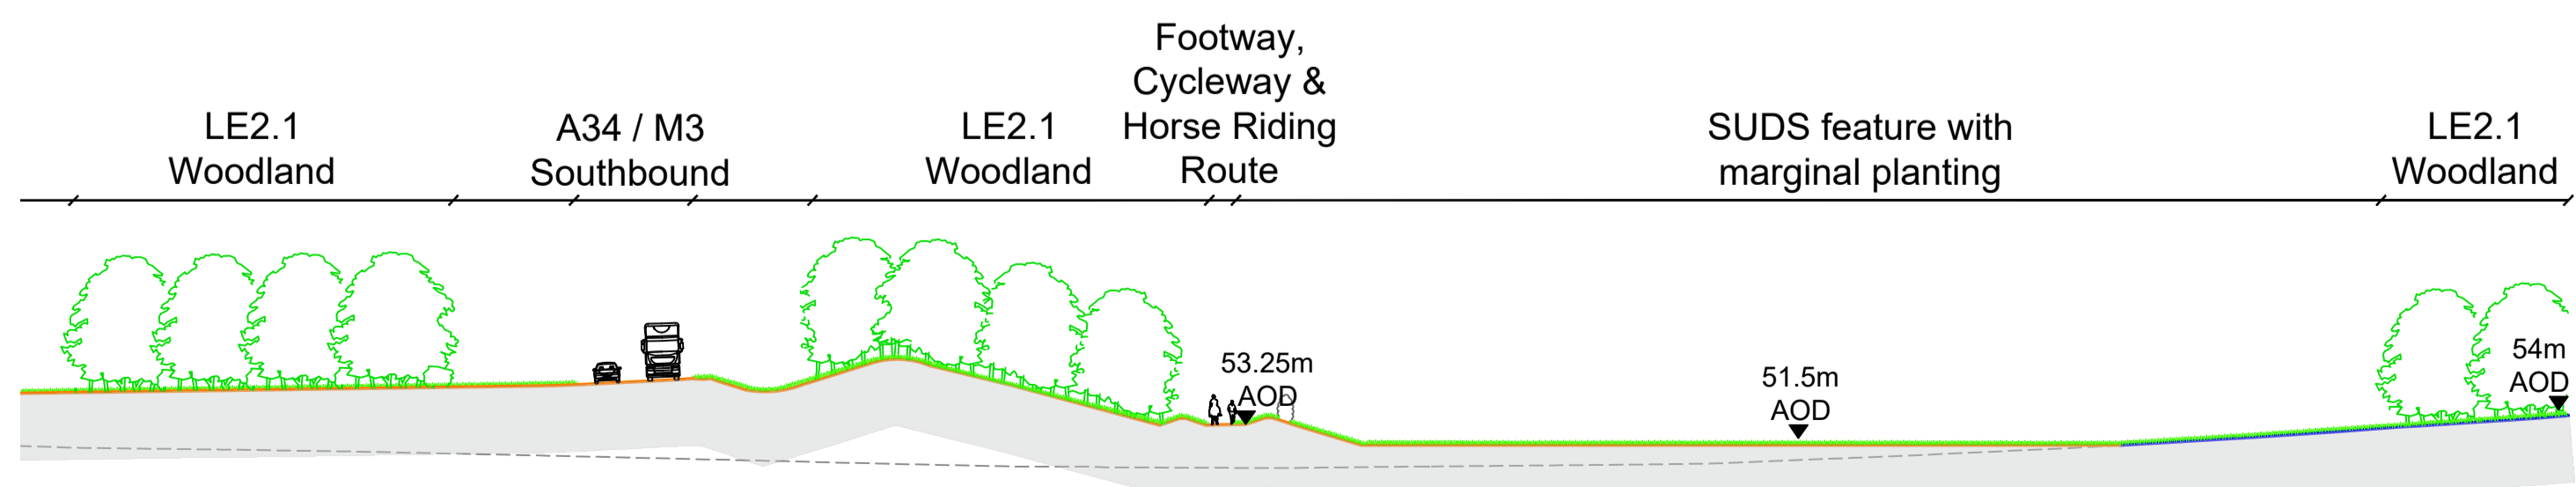 LE2.1
Woodland
A34 / M3
Southbound
LE2.1
Woodland
Footway,
Cycleway &
Horse Riding
Route
SUDS feature with
marginal planting
LE2.1
Woodland
53.25m
AOD
51.5m
AOD
54m
AOD